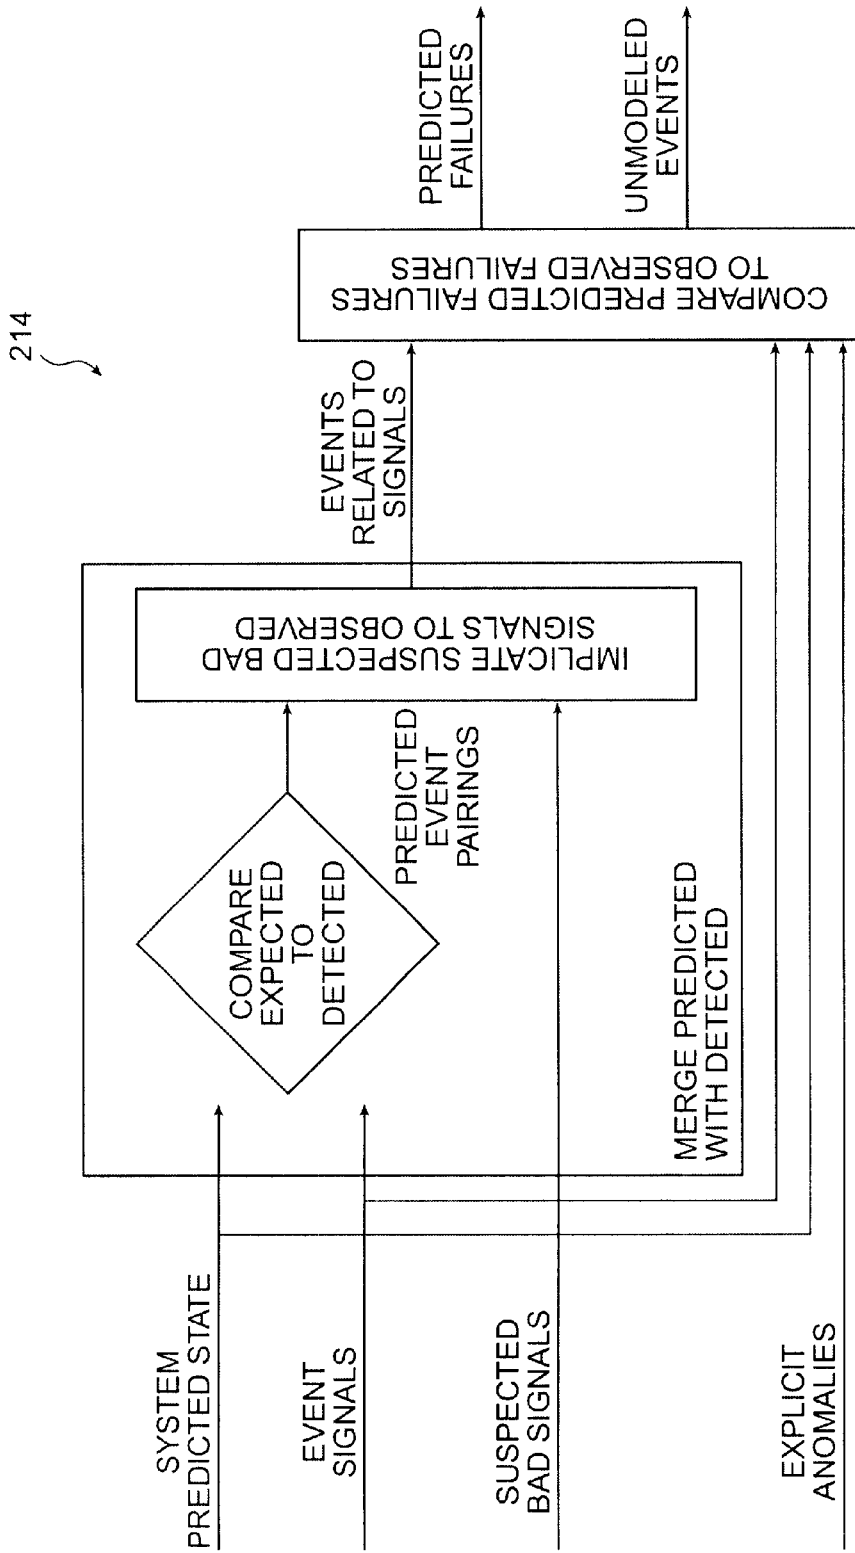 214
SYSTEM
PREDICTED STATE
EVENT
SIGNALS
SUSPECTED
BAD SIGNALS
EXPLICIT
ANOMALIES
COMPARE
EXPECTED
TO
DETECTED
PREDICTED
EVENT
PAIRINGS
IMPLICATE SUSPECTED BAD
SIGNALS TO OBSERVED
MERGE PREDICTED
WITH DETECTED
EVENTS
RELATED TO
SIGNALS
COMPARE PREDICTED FAILURES
TO OBSERVED FAILURES
PREDICTED
FAILURES
UNMODELED
EVENTS